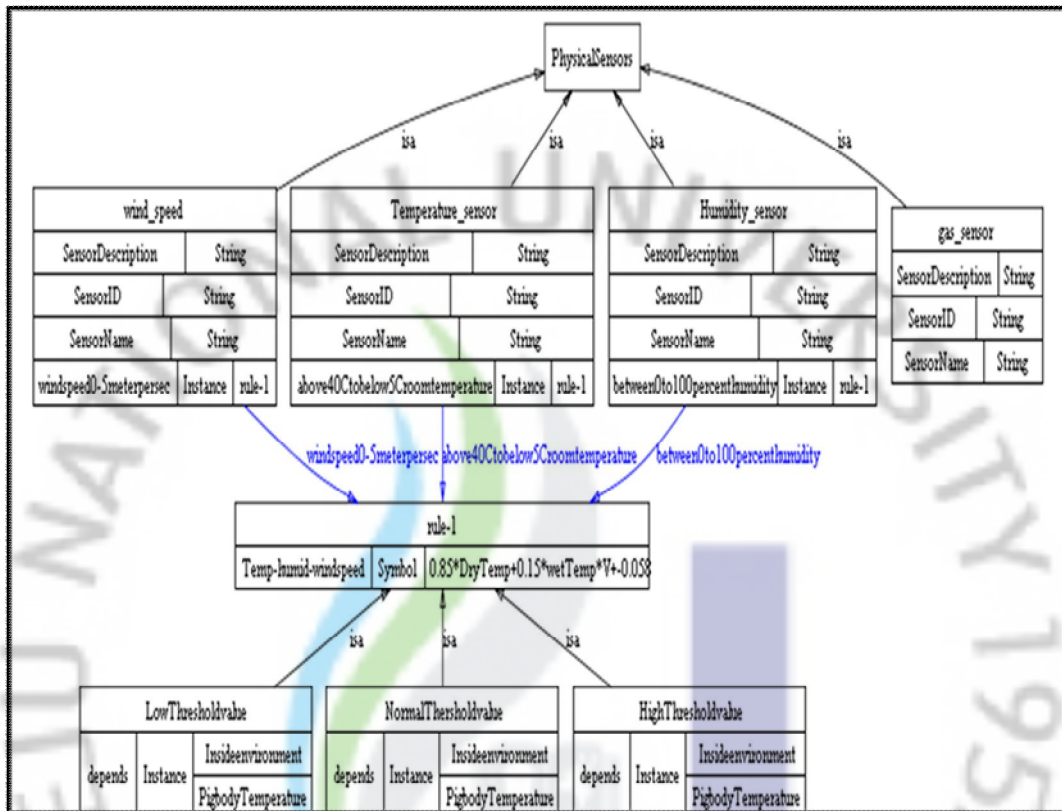 PhysicalSensors
isa
isa
isa
isa
wind_speed
SensorDescription String
SensorID String
SensorName String
windspeed0-5meterpersec Instance rule-1
Temperature_sensor
SensorDescription String
SensorID String
SensorName String
above40Ctobelow5Croomtemperature Instance rule-1
Humidity_sensor
SensorDescription String
SensorID String
SensorName String
between0to100percenthumidity Instance rule-1
gas_sensor
SensorDescription String
SensorID String
SensorName String
windspeed0-5meterpersec above40Ctobelow5Croomtemperature between0to100percenthumidity
rule-1
Temp-humid-windspeed Symbol 0.85*DryTemp+0.15*wetTemp*V+-0.058
isa
isa
isa
LowThresholdvalue
depends Instance Insideenvironment
PigbodyTemperature
NormalThersholdvalue
depends Instance Insideenvironment
PigbodyTemperature
HighThresholdvalue
depends Instance Insideenvironment
PigbodyTemperature
NATIONAL UNIVERSITY 195